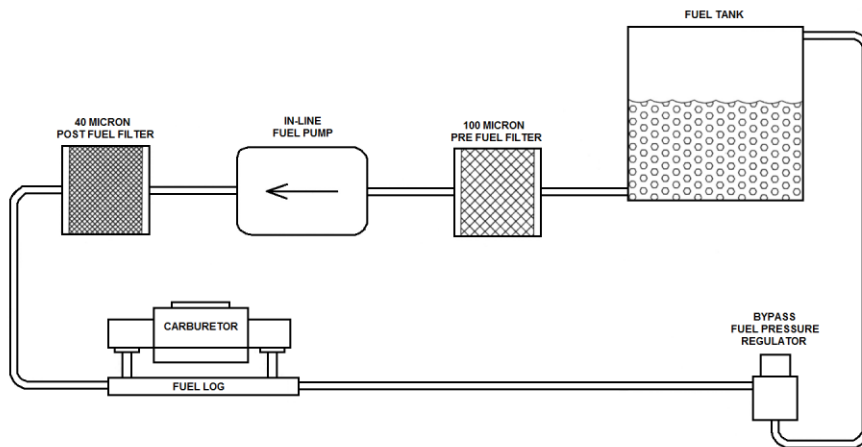 FUEL TANK
40 MICRON
POST FUEL FILTER
IN-LINE
FUEL PUMP
100 MICRON
PRE FUEL FILTER
CARBURETOR
FUEL LOG
BYPASS
FUEL PRESSURE
REGULATOR